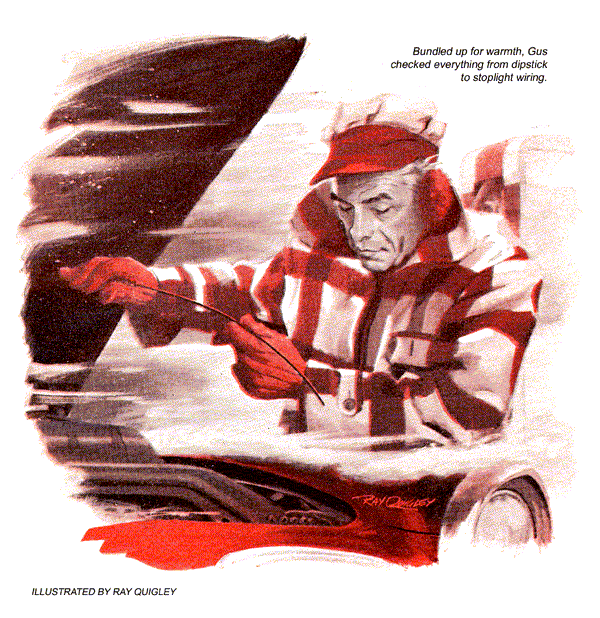 Bundled up for warmth, Gus
checked everything from dipstick
to stoplight wiring.
RAY QUIGLEY
ILLUSTRATED BY RAY QUIGLEY